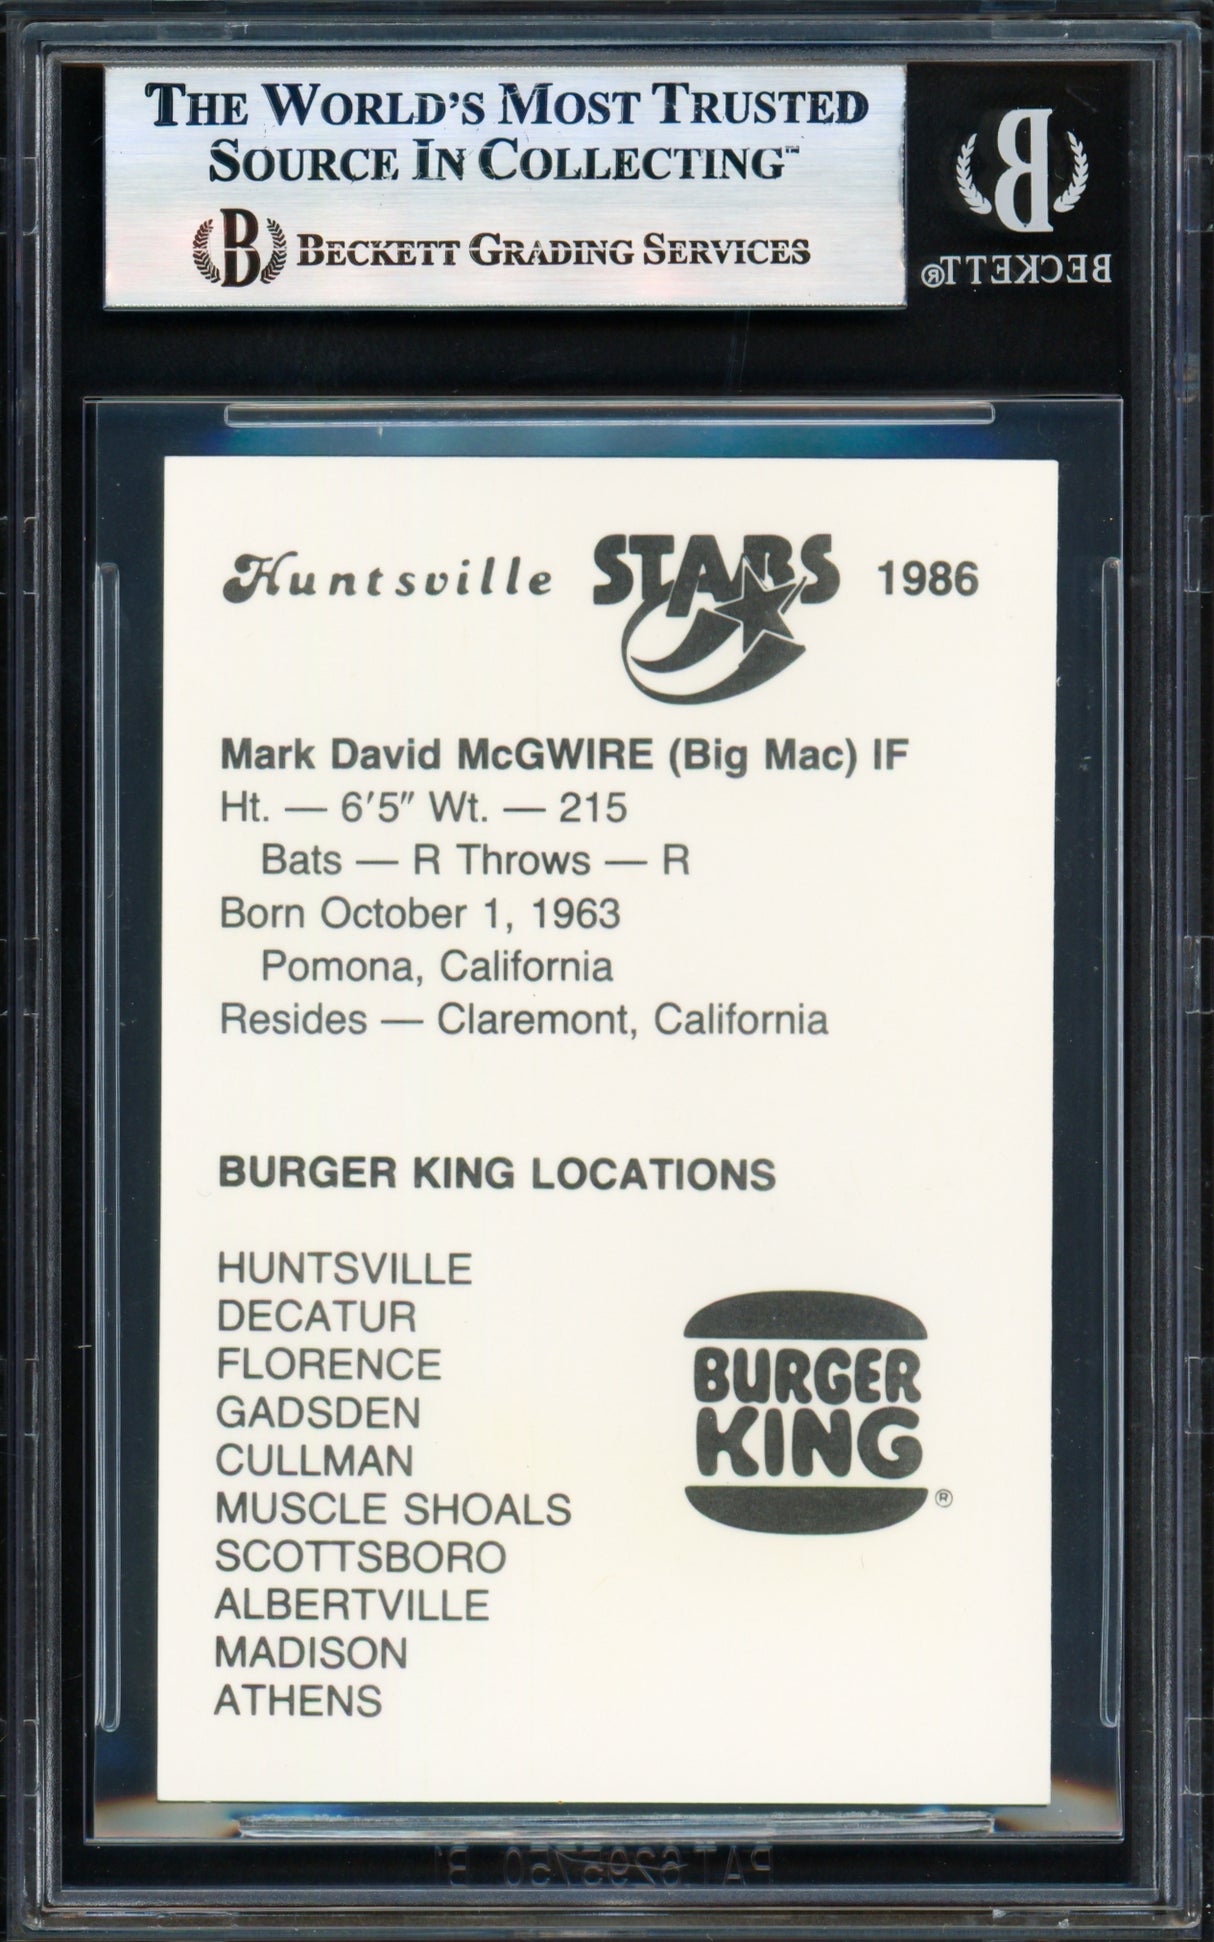 THE WORLD'S MOST TRUSTED
SOURCE IN COLLECTING™
B BECKETT GRADING SERVICES
B
BECKETT®
Huntsville STARS 1986
Mark David McGWIRE (Big Mac) IF
Ht. — 6'5" Wt. — 215
Bats — R Throws — R
Born October 1, 1963
Pomona, California
Resides — Claremont, California
BURGER KING LOCATIONS
HUNTSVILLE
DECATUR
FLORENCE
GADSDEN
CULLMAN
MUSCLE SHOALS
SCOTTSBORO
ALBERTVILLE
MADISON
ATHENS
BURGER
KING
®